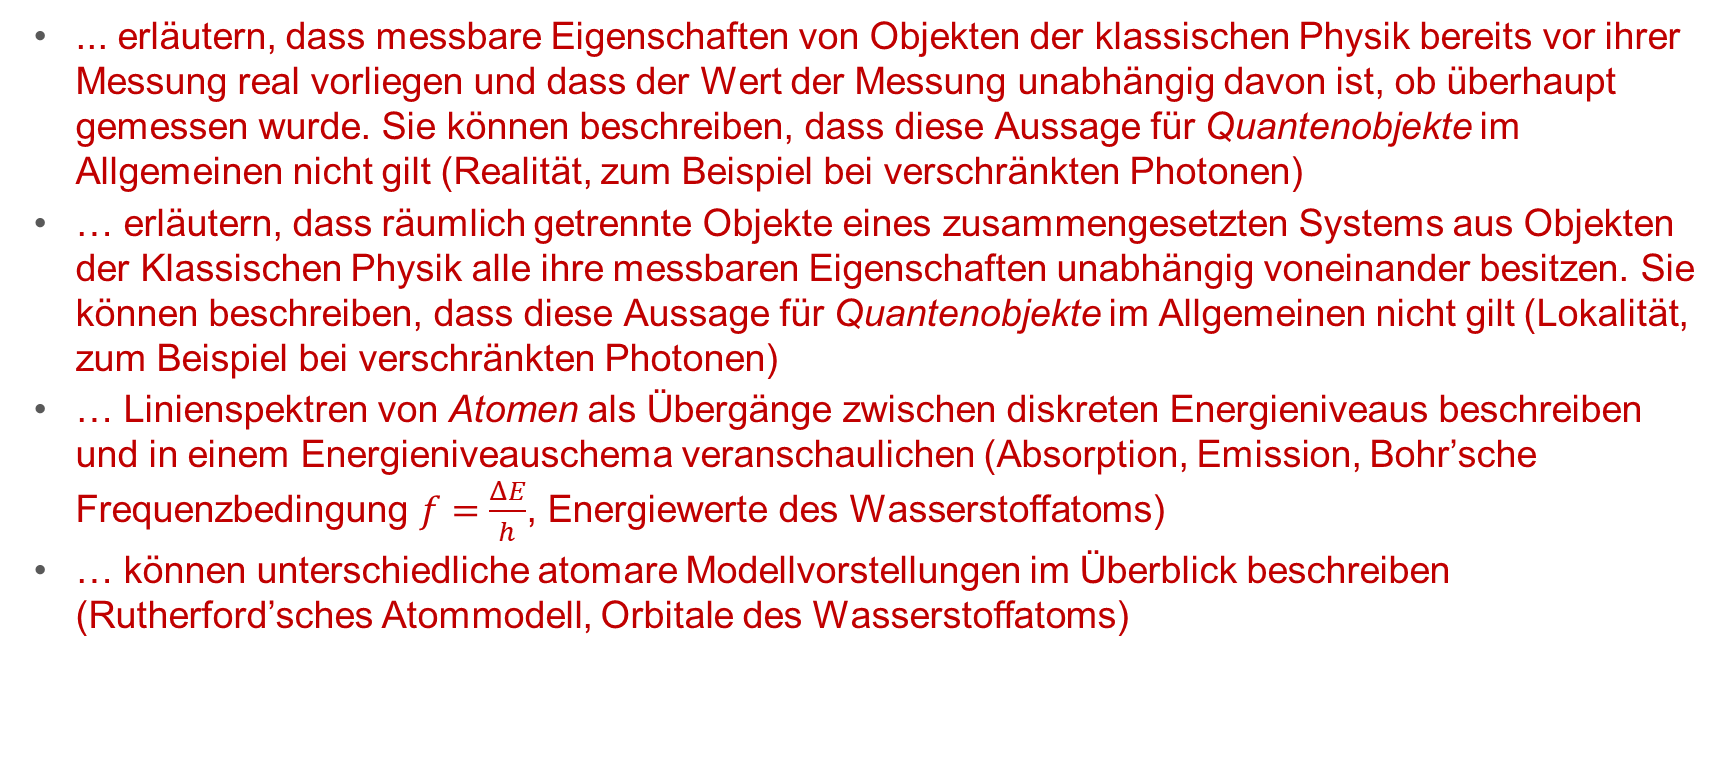 • ... erläutern, dass messbare Eigenschaften von Objekten der klassischen Physik bereits vor ihrer
Messung real vorliegen und dass der Wert der Messung unabhängig davon ist, ob überhaupt
gemessen wurde. Sie können beschreiben, dass diese Aussage für Quantenobjekte im
Allgemeinen nicht gilt (Realität, zum Beispiel bei verschränkten Photonen)
• … erläutern, dass räumlich getrennte Objekte eines zusammengesetzten Systems aus Objekten
der Klassischen Physik alle ihre messbaren Eigenschaften unabhängig voneinander besitzen. Sie
können beschreiben, dass diese Aussage für Quantenobjekte im Allgemeinen nicht gilt (Lokalität,
zum Beispiel bei verschränkten Photonen)
• … Linienspektren von Atomen als Übergänge zwischen diskreten Energieniveaus beschreiben
und in einem Energieniveauschema veranschaulichen (Absorption, Emission, Bohr’sche
Frequenzbedingung f = ΔE/h, Energiewerte des Wasserstoffatoms)
• … können unterschiedliche atomare Modellvorstellungen im Überblick beschreiben
(Rutherford’sches Atommodell, Orbitale des Wasserstoffatoms)